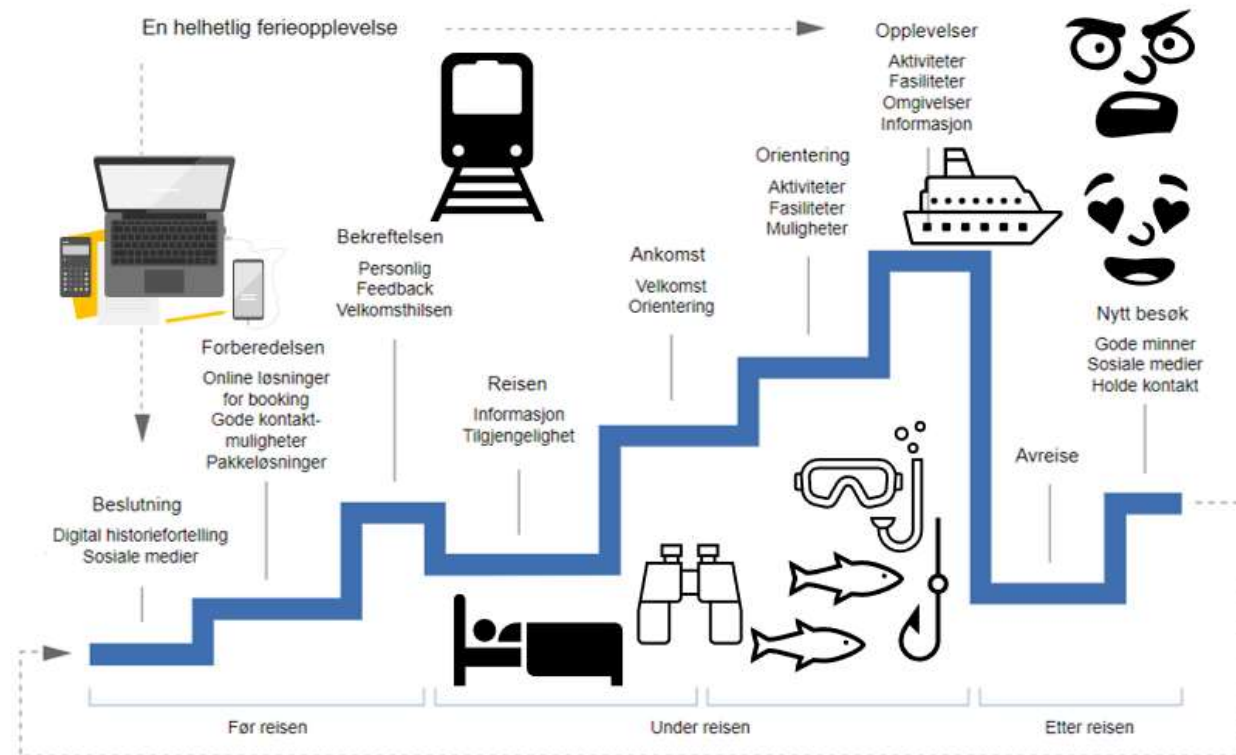 En helhetlig ferieopplevelse
Beslutning
Digital historiefortelling
Sosiale medier
Forberedelsen
Online løsninger
for booking
Gode kontakt-
muligheter
Pakkeløsninger
Bekreftelsen
Personlig
Feedback
Velkomsthilsen
Reisen
Informasjon
Tilgjengelighet
Ankomst
Velkomst
Orientering
Orientering
Aktiviteter
Fasiliteter
Muligheter
Opplevelser
Aktiviteter
Fasiliteter
Omgivelser
Informasjon
Avreise
Nytt besøk
Gode minner
Sosiale medier
Holde kontakt
Før reisen
Under reisen
Etter reisen